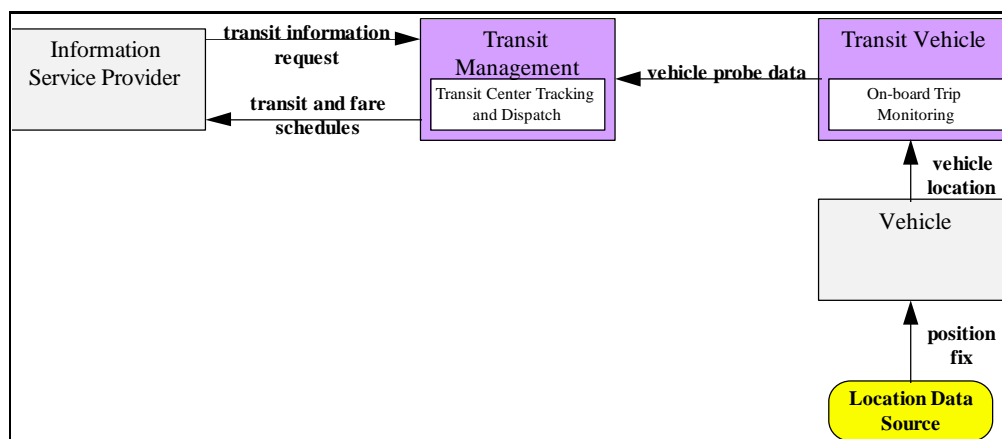 Information
Service Provider
transit information
request
transit and fare
schedules
Transit
Management
Transit Center Tracking
and Dispatch
vehicle probe data
Transit Vehicle
On-board Trip
Monitoring
vehicle
location
Vehicle
position
fix
Location Data
Source